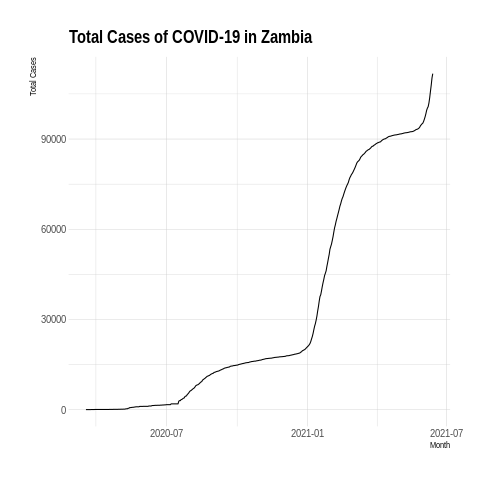 Total Cases of COVID-19 in Zambia
Total Cases
90000
60000
30000
0
2020-07
2021-01
2021-07
Month